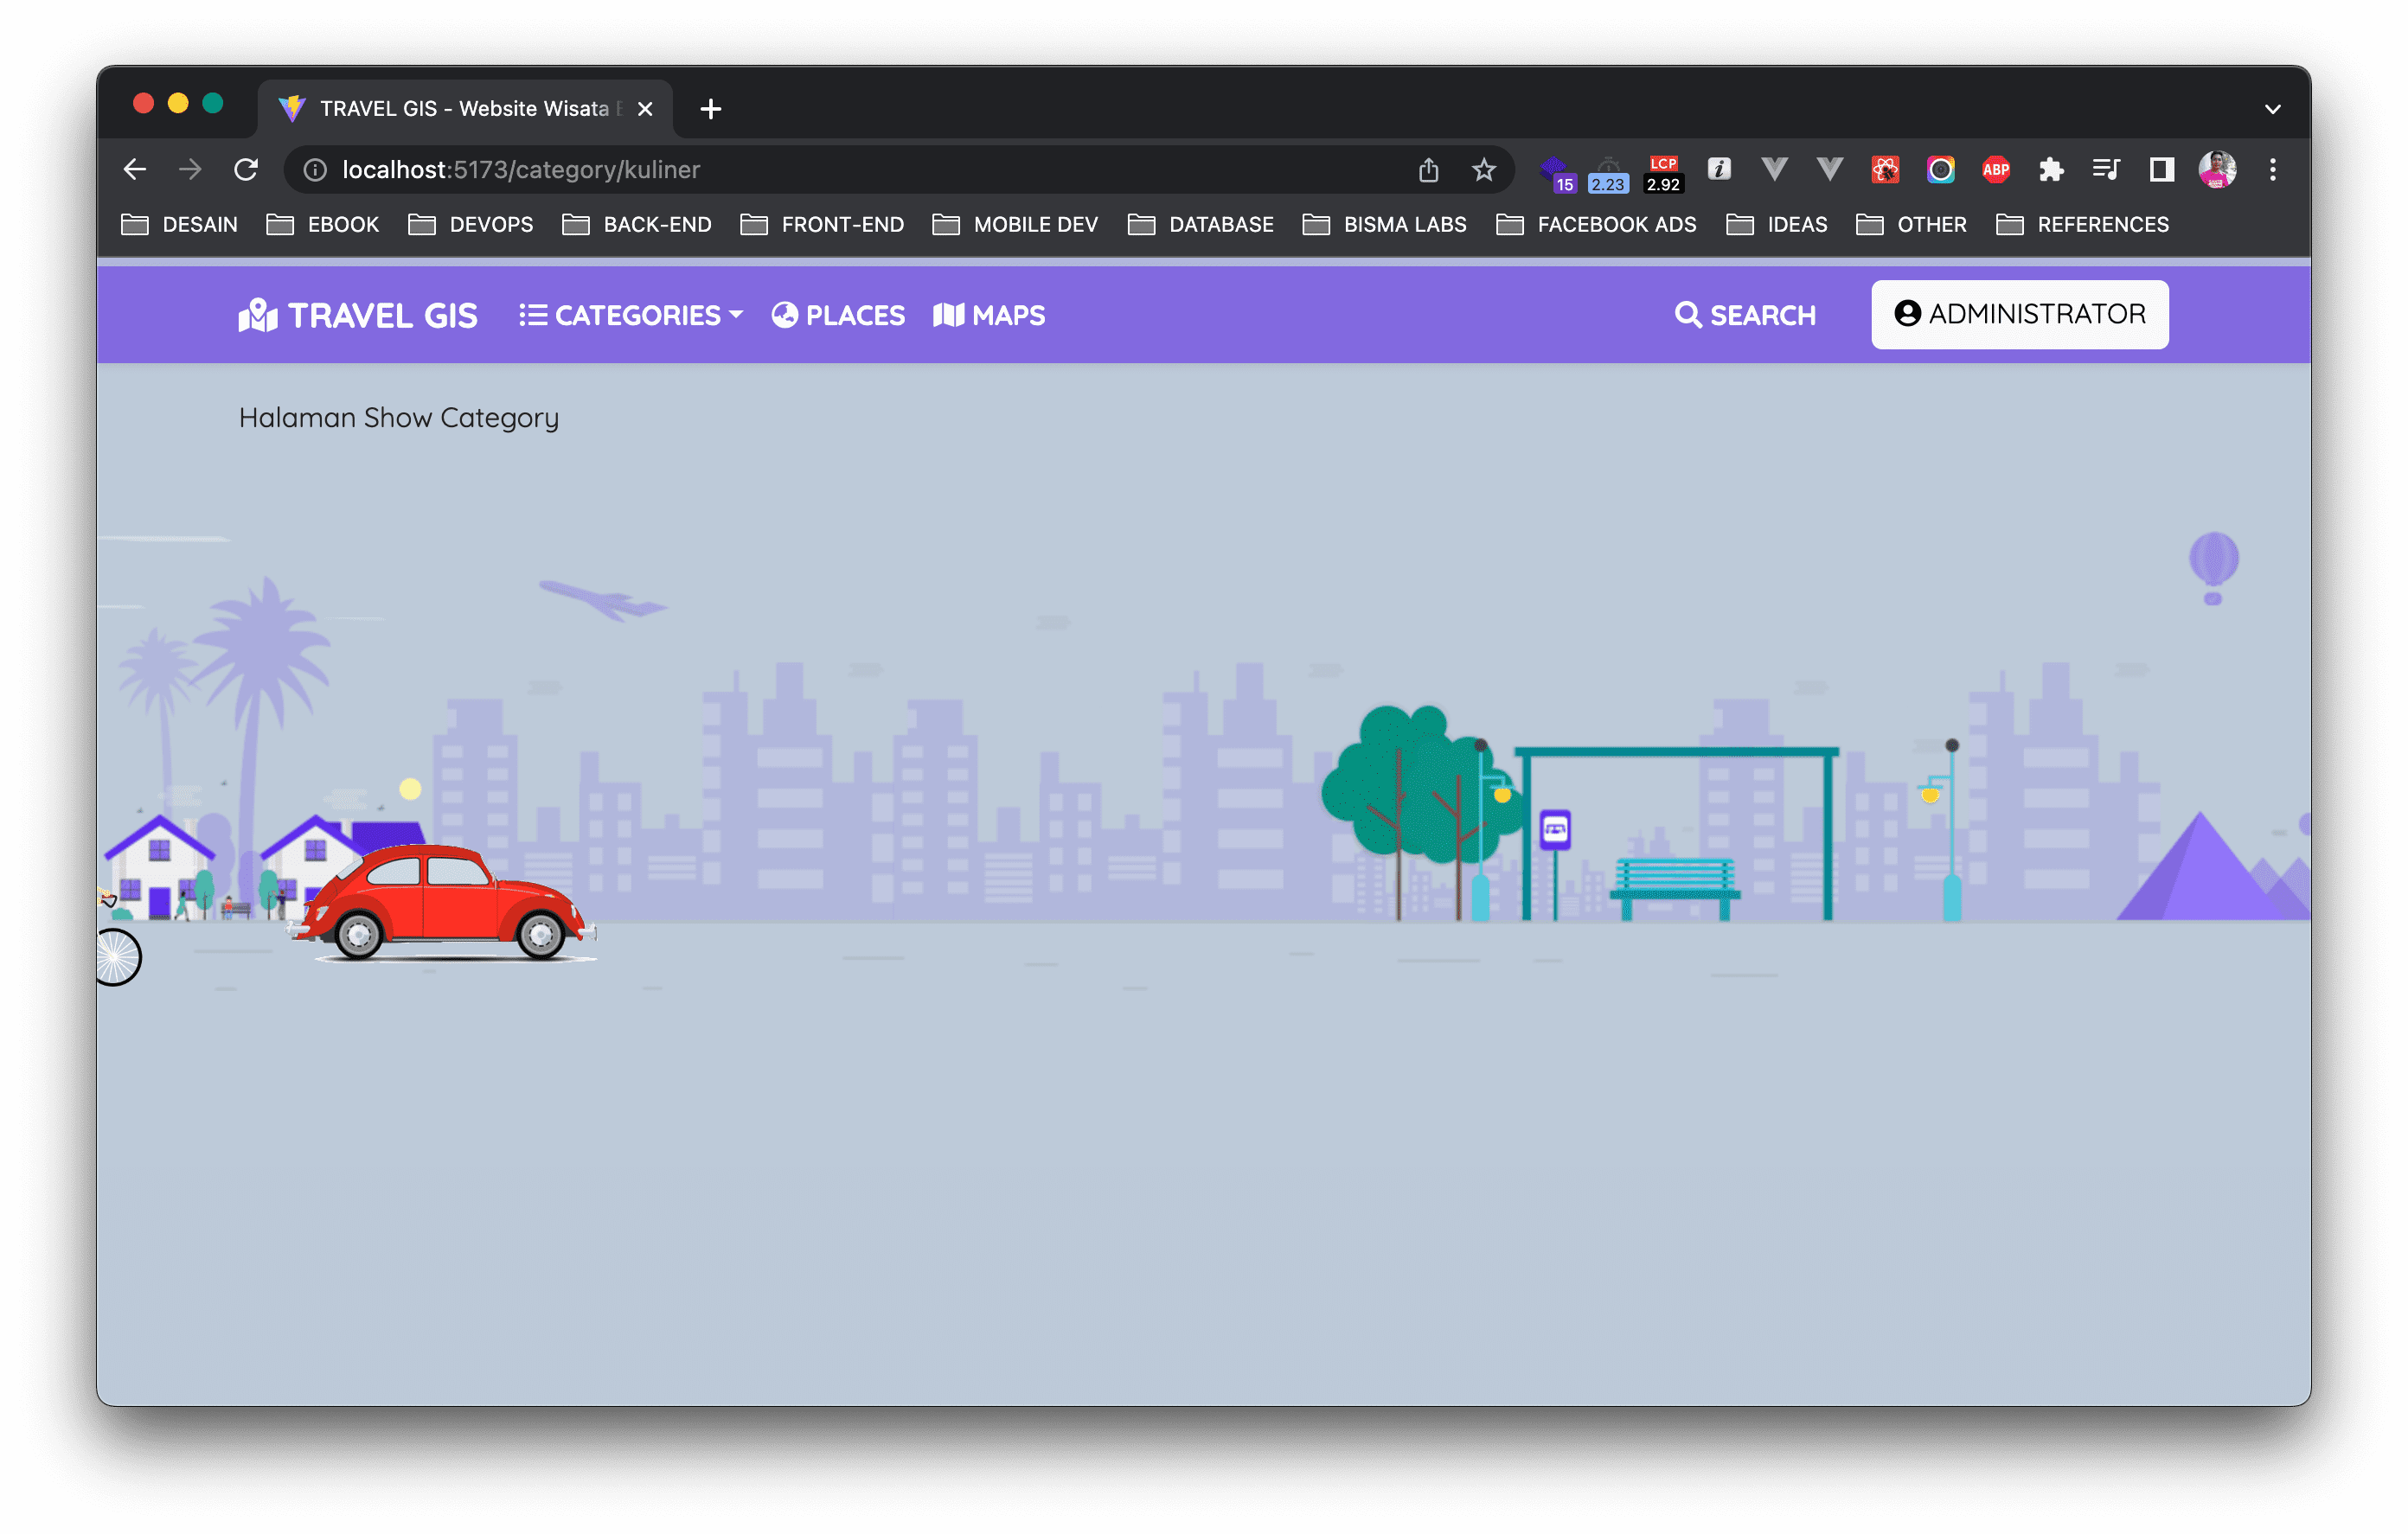 TRAVEL GIS - Website Wisata
localhost:5173/category/kuliner
15 2.23 LCP 2.92 ABP
DESAIN EBOOK DEVOPS BACK-END FRONT-END MOBILE DEV DATABASE BISMA LABS FACEBOOK ADS IDEAS OTHER REFERENCES
TRAVEL GIS CATEGORIES PLACES MAPS SEARCH ADMINISTRATOR
Halaman Show Category